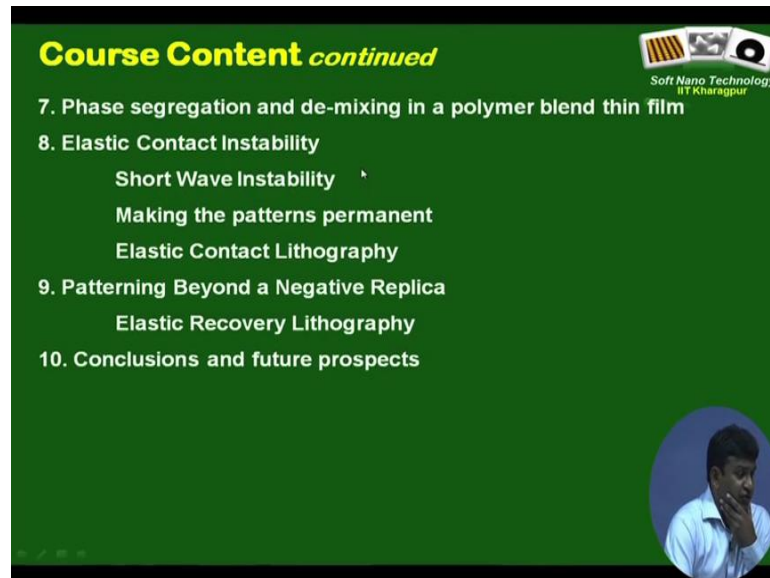 Course Content continued
Soft Nano Technology
IIT Kharagpur
7. Phase segregation and de-mixing in a polymer blend thin film
8. Elastic Contact Instability
Short Wave Instability
Making the patterns permanent
Elastic Contact Lithography
9. Patterning Beyond a Negative Replica
Elastic Recovery Lithography
10. Conclusions and future prospects